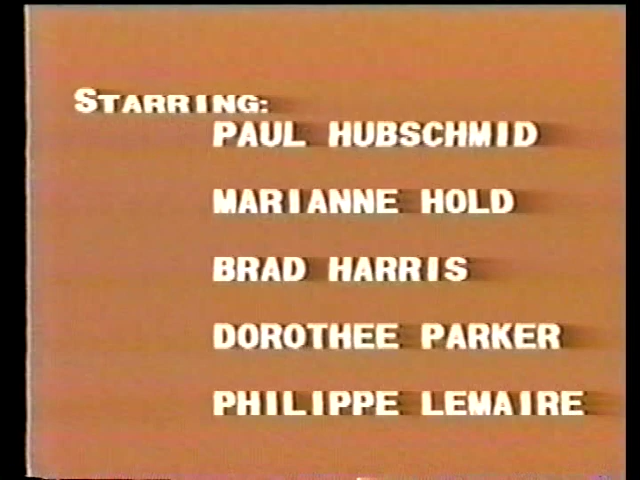 STARRING:
PAUL HUBSCHMID
MARIANNE HOLD
BRAD HARRIS
DOROTHEE PARKER
PHILIPPE LEMAIRE